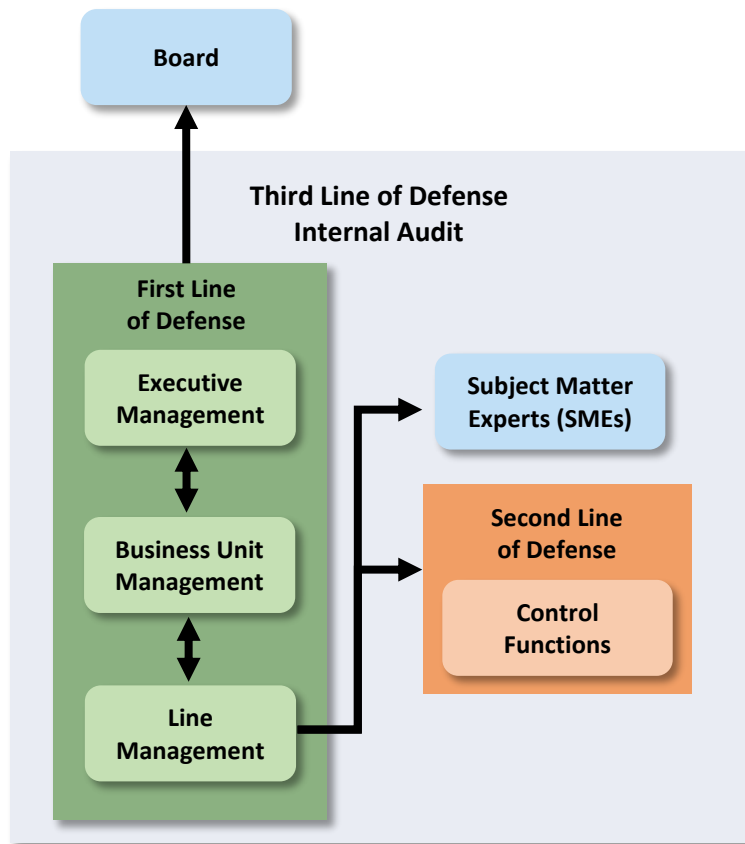 Board
Third Line of Defense
Internal Audit
First Line
of Defense
Executive
Management
Business Unit
Management
Line
Management
Subject Matter
Experts (SMEs)
Second Line
of Defense
Control
Functions